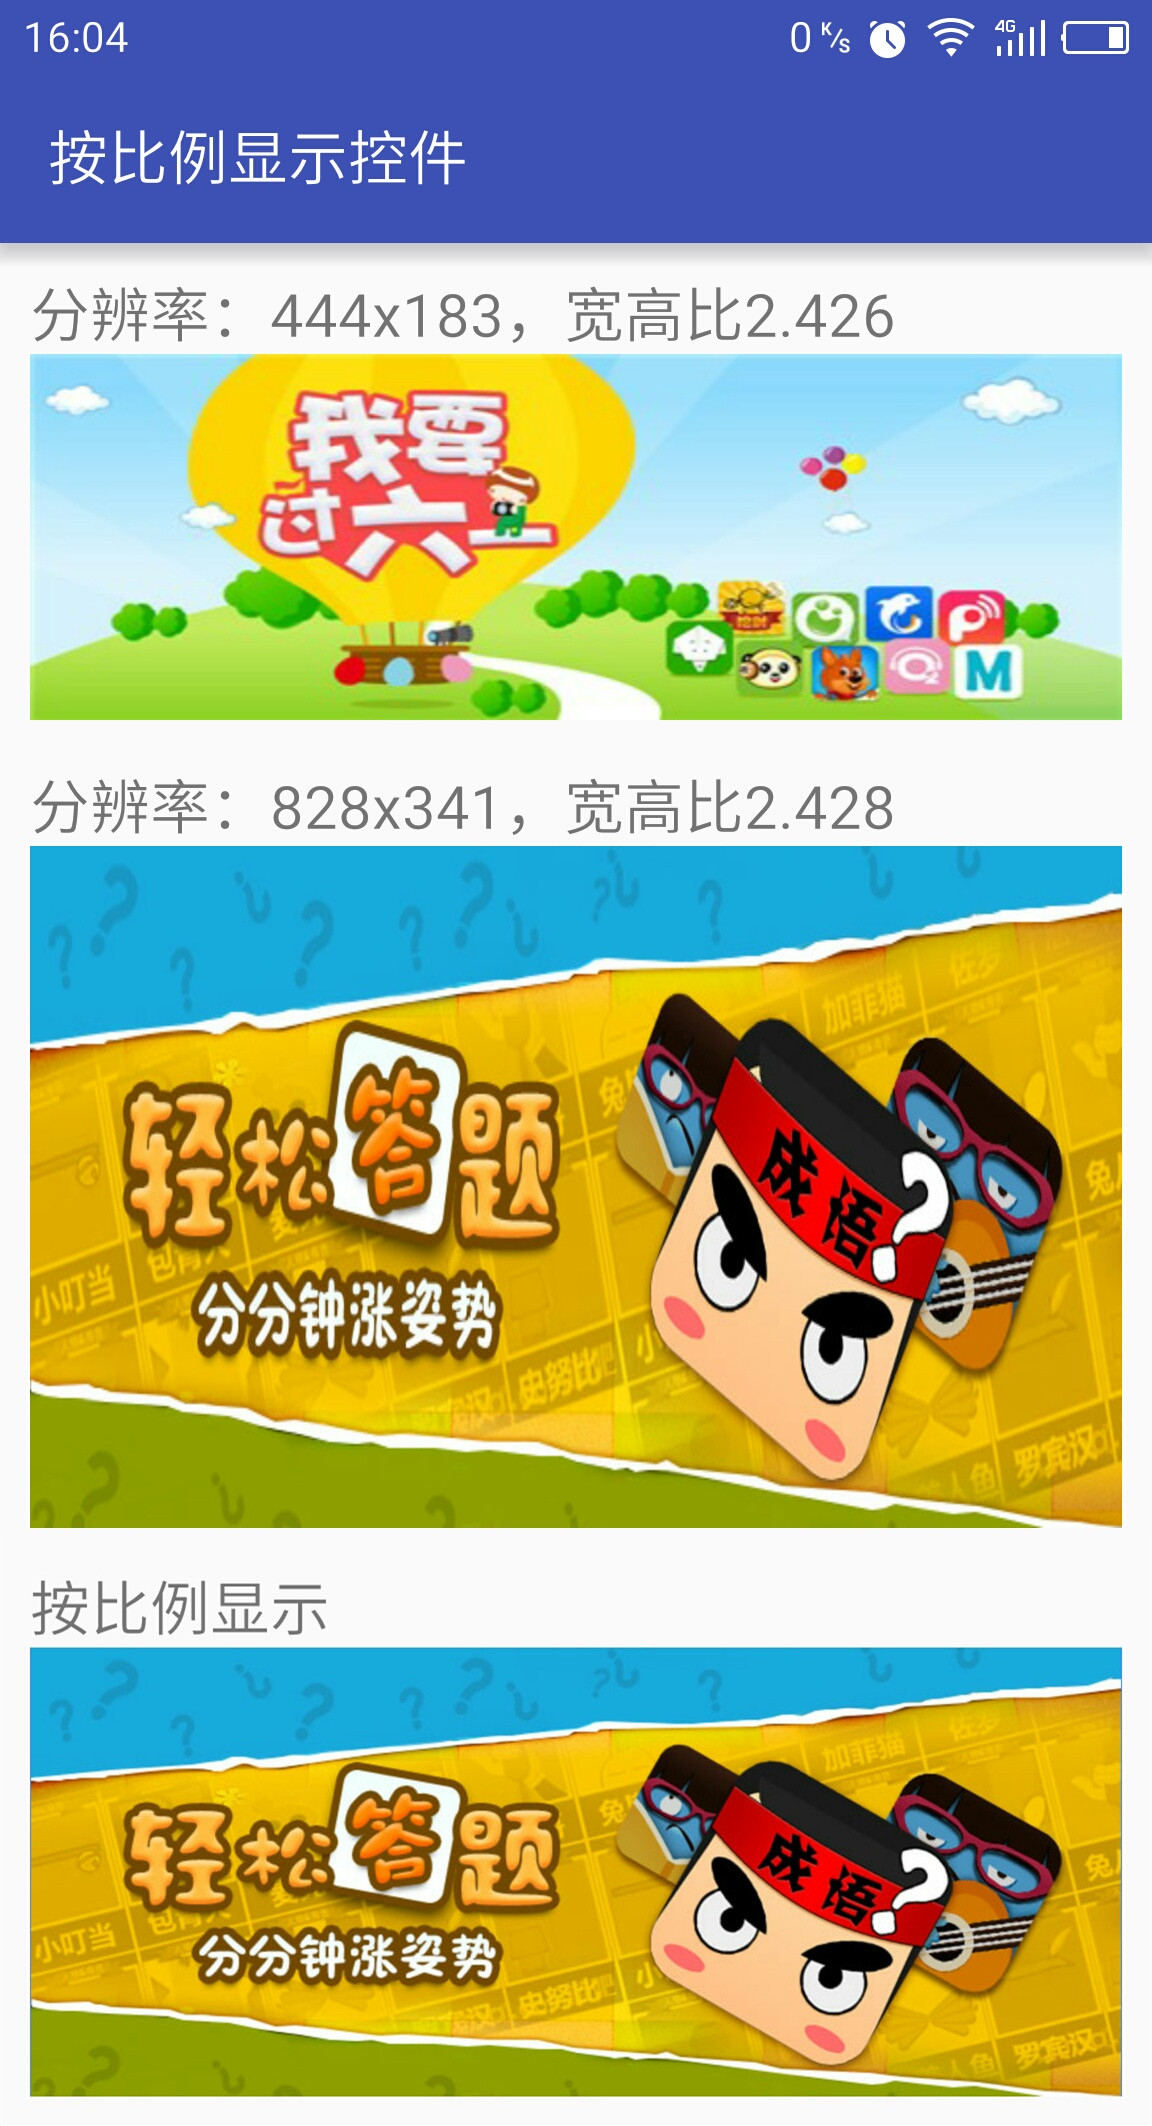 16:04
0 K/S
4G
按比例显示控件
分辨率：444x183，宽高比2.426
我要
过六一
M
分辨率：828x341，宽高比2.428
佐罗
加菲猫
轻松答题
成语?
小叮当
分分钟涨姿势
史努比
罗宾汉
按比例显示
加菲猫
轻松答题
成语?
小叮当
分分钟涨姿势
史努比
罗宾汉